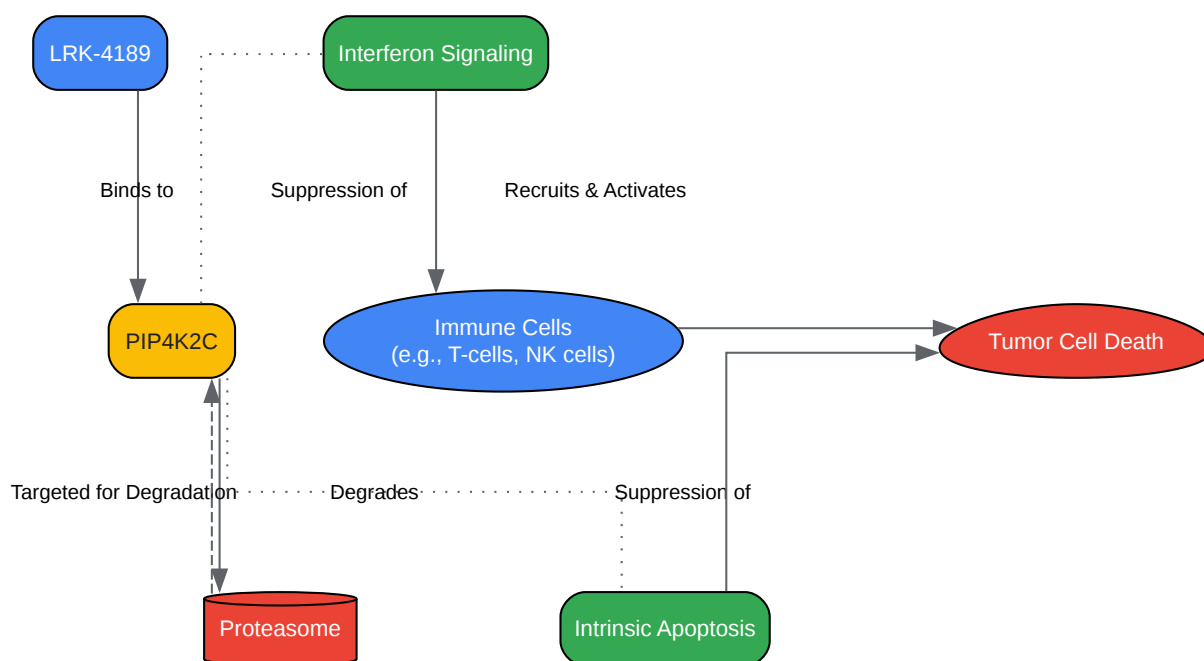 LRK-4189
Interferon Signaling
Binds to
Suppression of
Recruits & Activates
PIP4K2C
Immune Cells
(e.g., T-cells, NK cells)
Tumor Cell Death
Targeted for Degradation
Degrades
Suppression of
Proteasome
Intrinsic Apoptosis